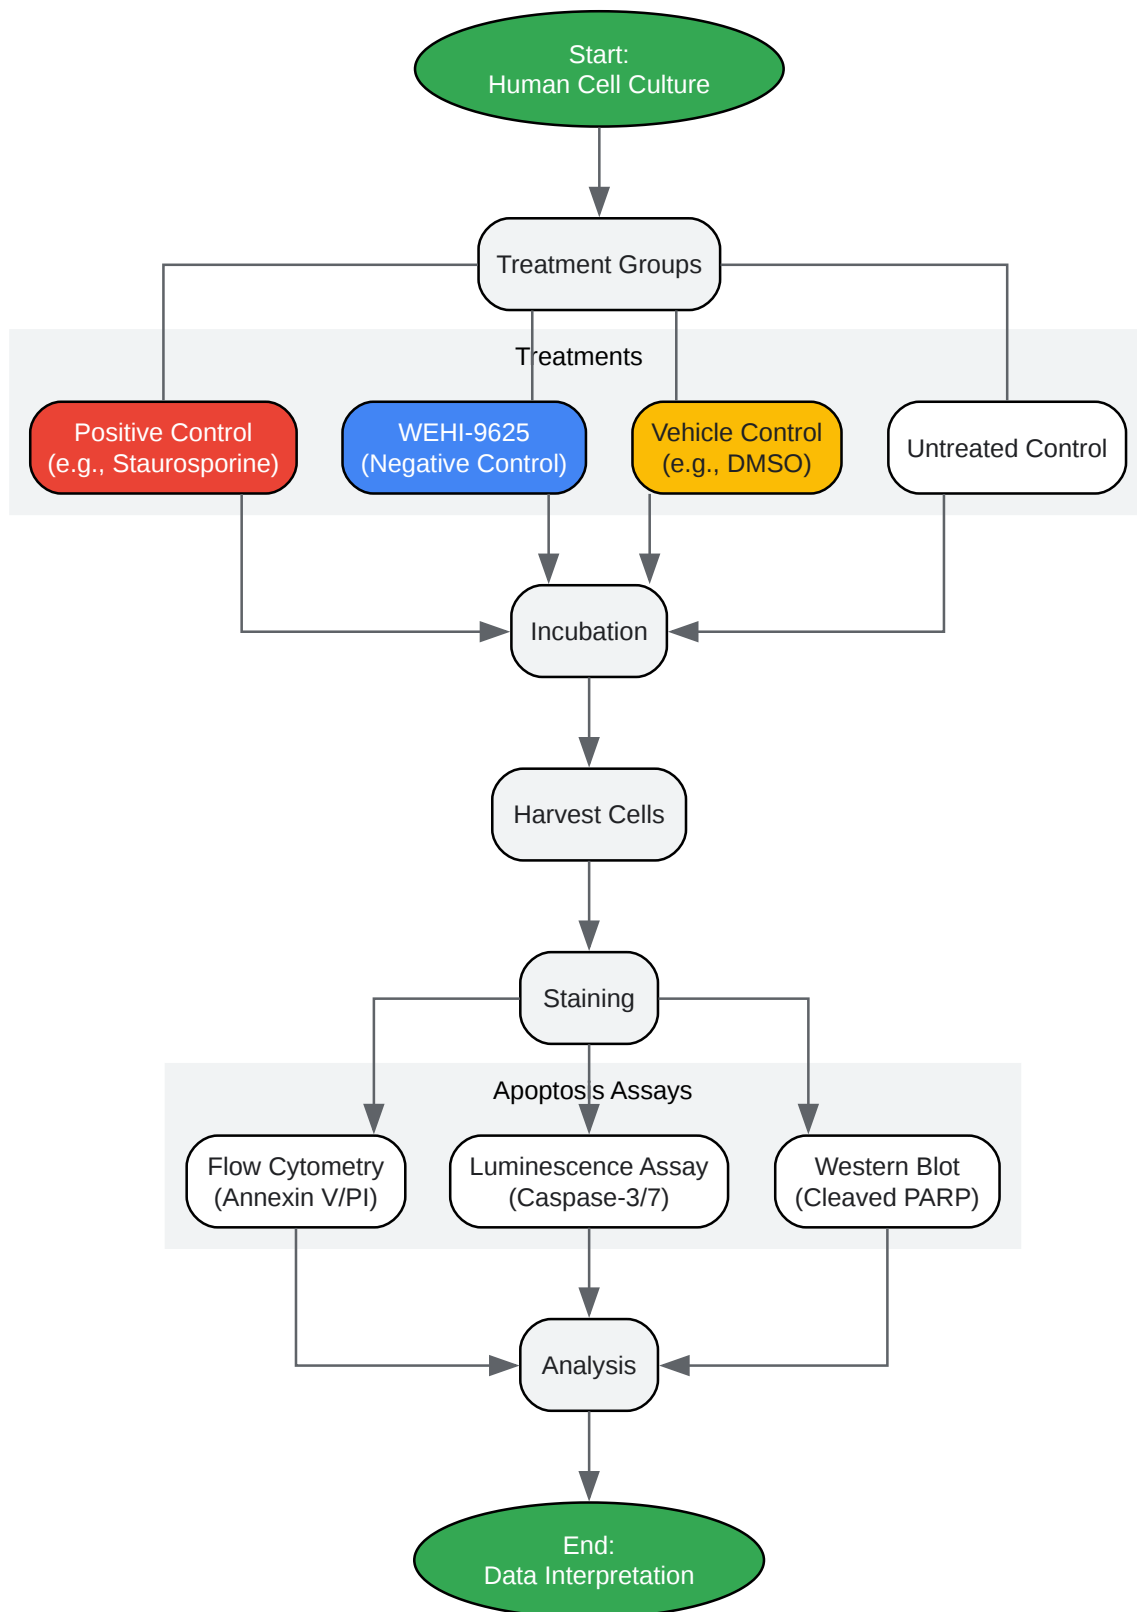 Start:
Human Cell Culture
Treatment Groups
Treatments
Positive Control
(e.g., Staurosporine)
WEHI-9625
(Negative Control)
Vehicle Control
(e.g., DMSO)
Untreated Control
Incubation
Harvest Cells
Staining
Apoptosis Assays
Flow Cytometry
(Annexin V/PI)
Luminescence Assay
(Caspase-3/7)
Western Blot
(Cleaved PARP)
Analysis
End:
Data Interpretation